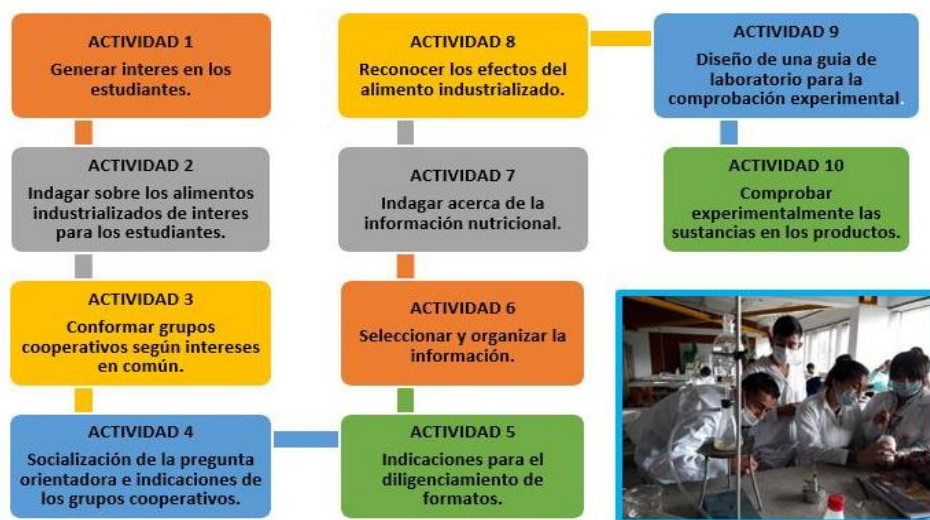 ACTIVIDAD 1
Generar interes en los
estudiantes.
ACTIVIDAD 2
Indagar sobre los alimentos
industrializados de interes
para los estudiantes.
ACTIVIDAD 3
Conformar grupos
cooperativos según intereses
en común.
ACTIVIDAD 4
Socialización de la pregunta
orientadora e indicaciones de
los grupos cooperativos.
ACTIVIDAD 5
Indicaciones para el
diligenciamiento de
formatos.
ACTIVIDAD 6
Seleccionar y organizar la
información.
ACTIVIDAD 7
Indagar acerca de la
información nutricional.
ACTIVIDAD 8
Reconocer los efectos del
alimento industrializado.
ACTIVIDAD 9
Diseño de una guia de
laboratorio para la
comprobación experimental.
ACTIVIDAD 10
Comprobar
experimentalmente las
sustancias en los productos.